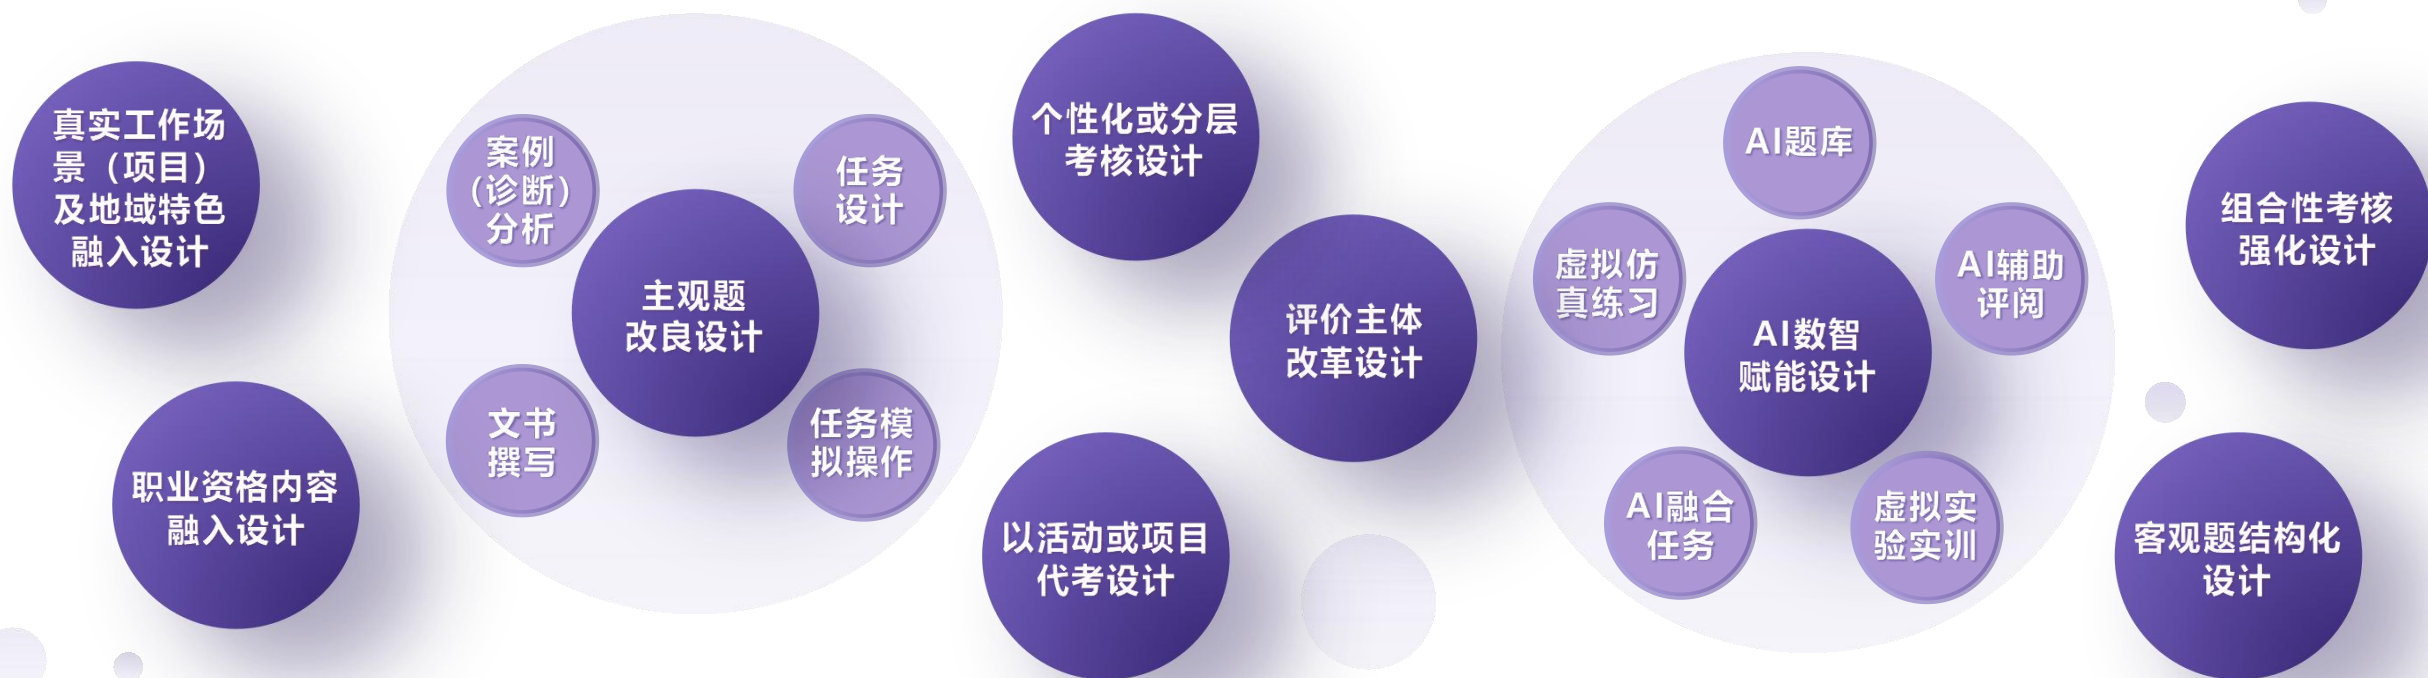 真实工作场
景（项目）
及地域特色
融入设计
职业资格内容
融入设计
案例
（诊断）
分析
任务
设计
主观题
改良设计
文书
撰写
任务模
拟操作
个性化或分层
考核设计
评价主体
改革设计
以活动或项目
代考设计
AI题库
虚拟仿
真练习
AI辅助
评阅
AI数智
赋能设计
AI融合
任务
虚拟实
验实训
组合性考核
强化设计
客观题结构化
设计